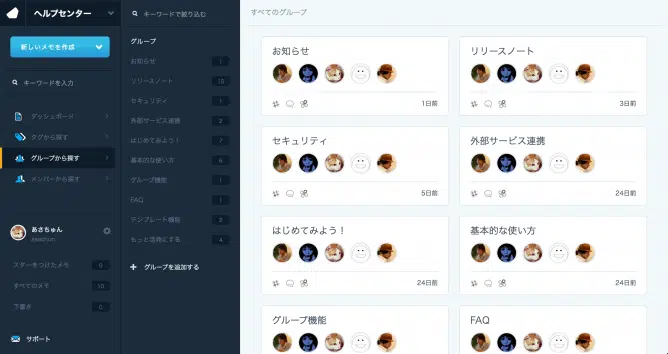 ヘルプセンター
新しいメモを作成
キーワードを入力
ダッシュボード
タグから探す
グループから探す
メンバーから探す
あさちゅん
asachun
スターをつけたメモ 9
すべてのメモ 10
下書き 0
サポート
キーワードで絞り込む
グループ
お知らせ 1
リリースノート 10
セキュリティ 1
外部サービス連携 2
はじめてみよう！ 7
基本的な使い方 6
グループ機能 1
FAQ 1
テンプレート機能 2
もっと活発にする 4
グループを追加する
すべてのグループ
お知らせ
1日前
リリースノート
3日前
セキュリティ
5日前
外部サービス連携
24日前
はじめてみよう！
24日前
基本的な使い方
24日前
グループ機能
FAQ